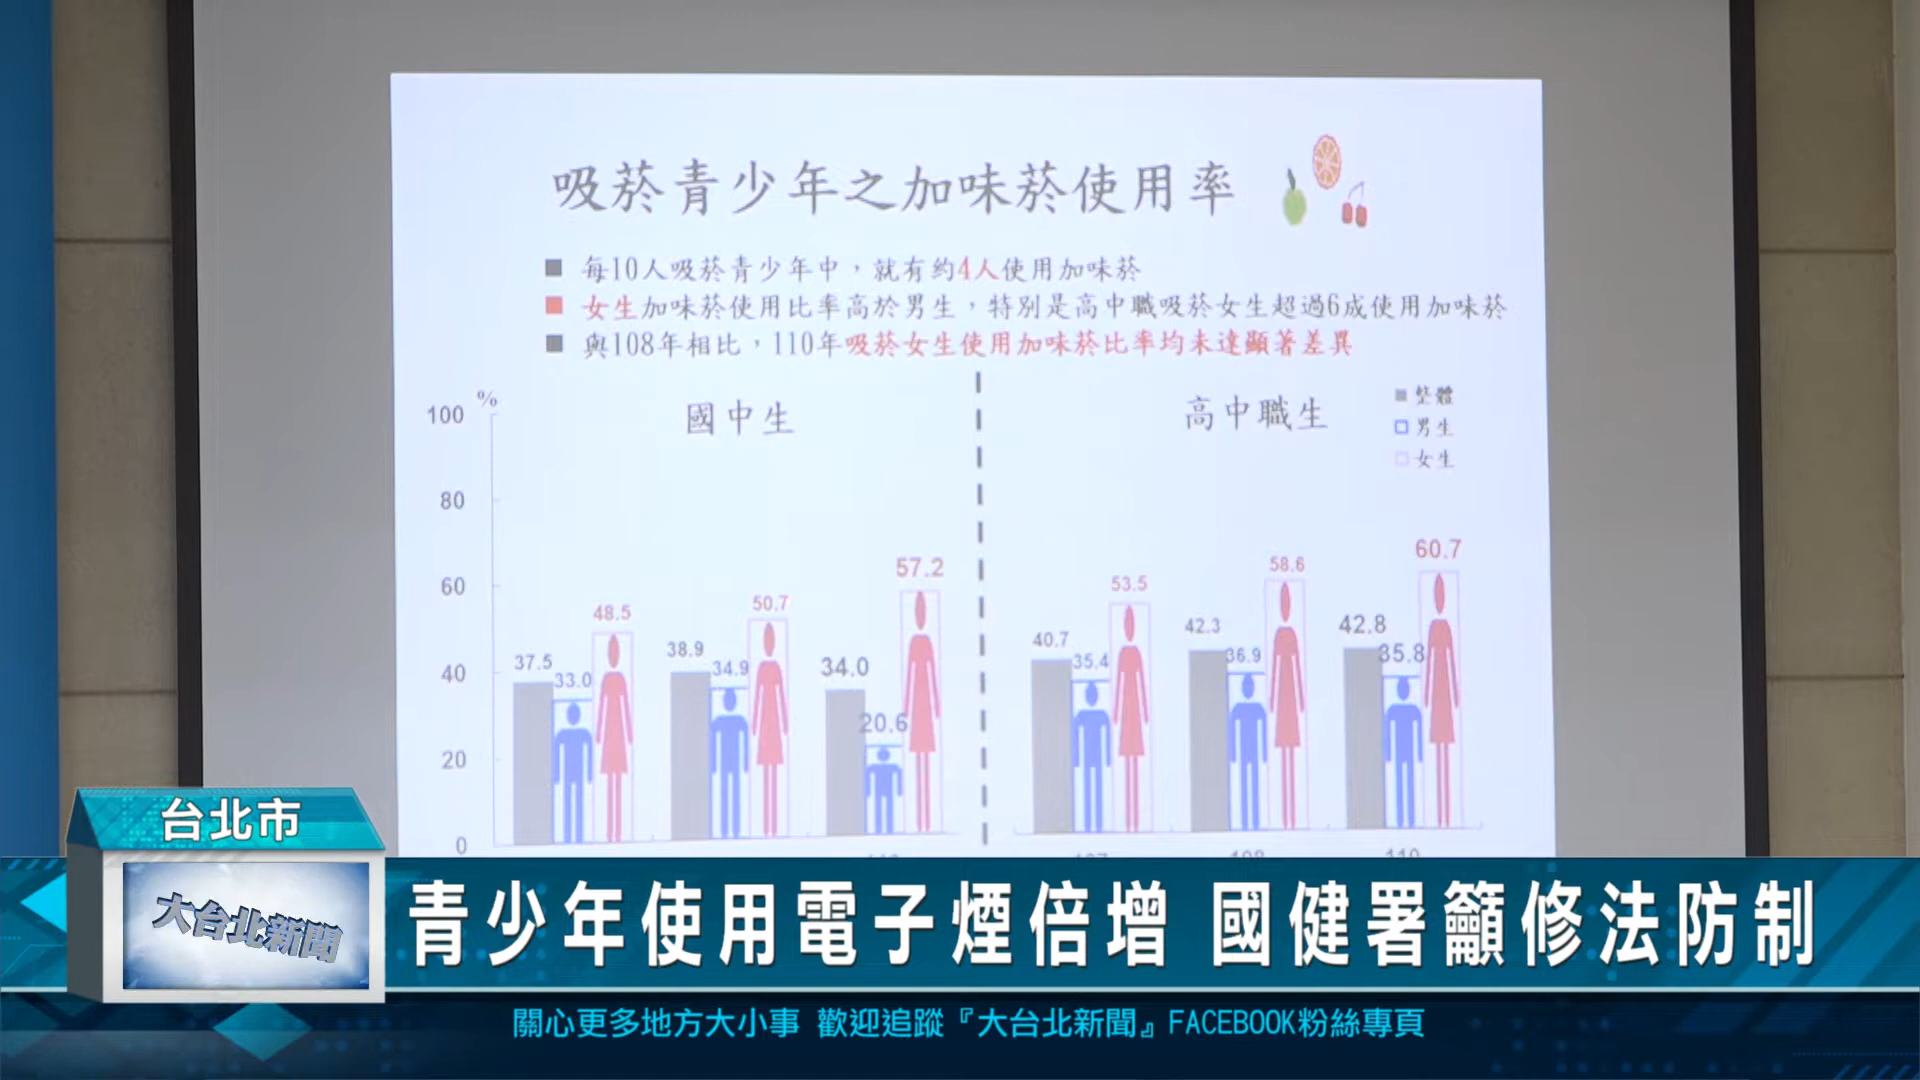 吸菸青少年之加味菸使用率
每10人吸菸青少年中，就有約4人使用加味菸
女生加味菸使用比率高於男生，特別是高中職吸菸女生超過6成使用加味菸
與108年相比，110年吸菸女生使用加味菸比率均未達顯著差異
%
100
80
60
40
20
0
國中生
37.5
33.0
48.5
38.9
34.9
50.7
34.0
20.6
57.2
高中職生
整體
男生
女生
40.7
35.4
53.5
42.3
36.9
58.6
42.8
35.8
60.7
台北市
大台北新聞
青少年使用電子煙倍增 國健署籲修法防制
關心更多地方大小事 歡迎追蹤『大台北新聞』FACEBOOK粉絲專頁